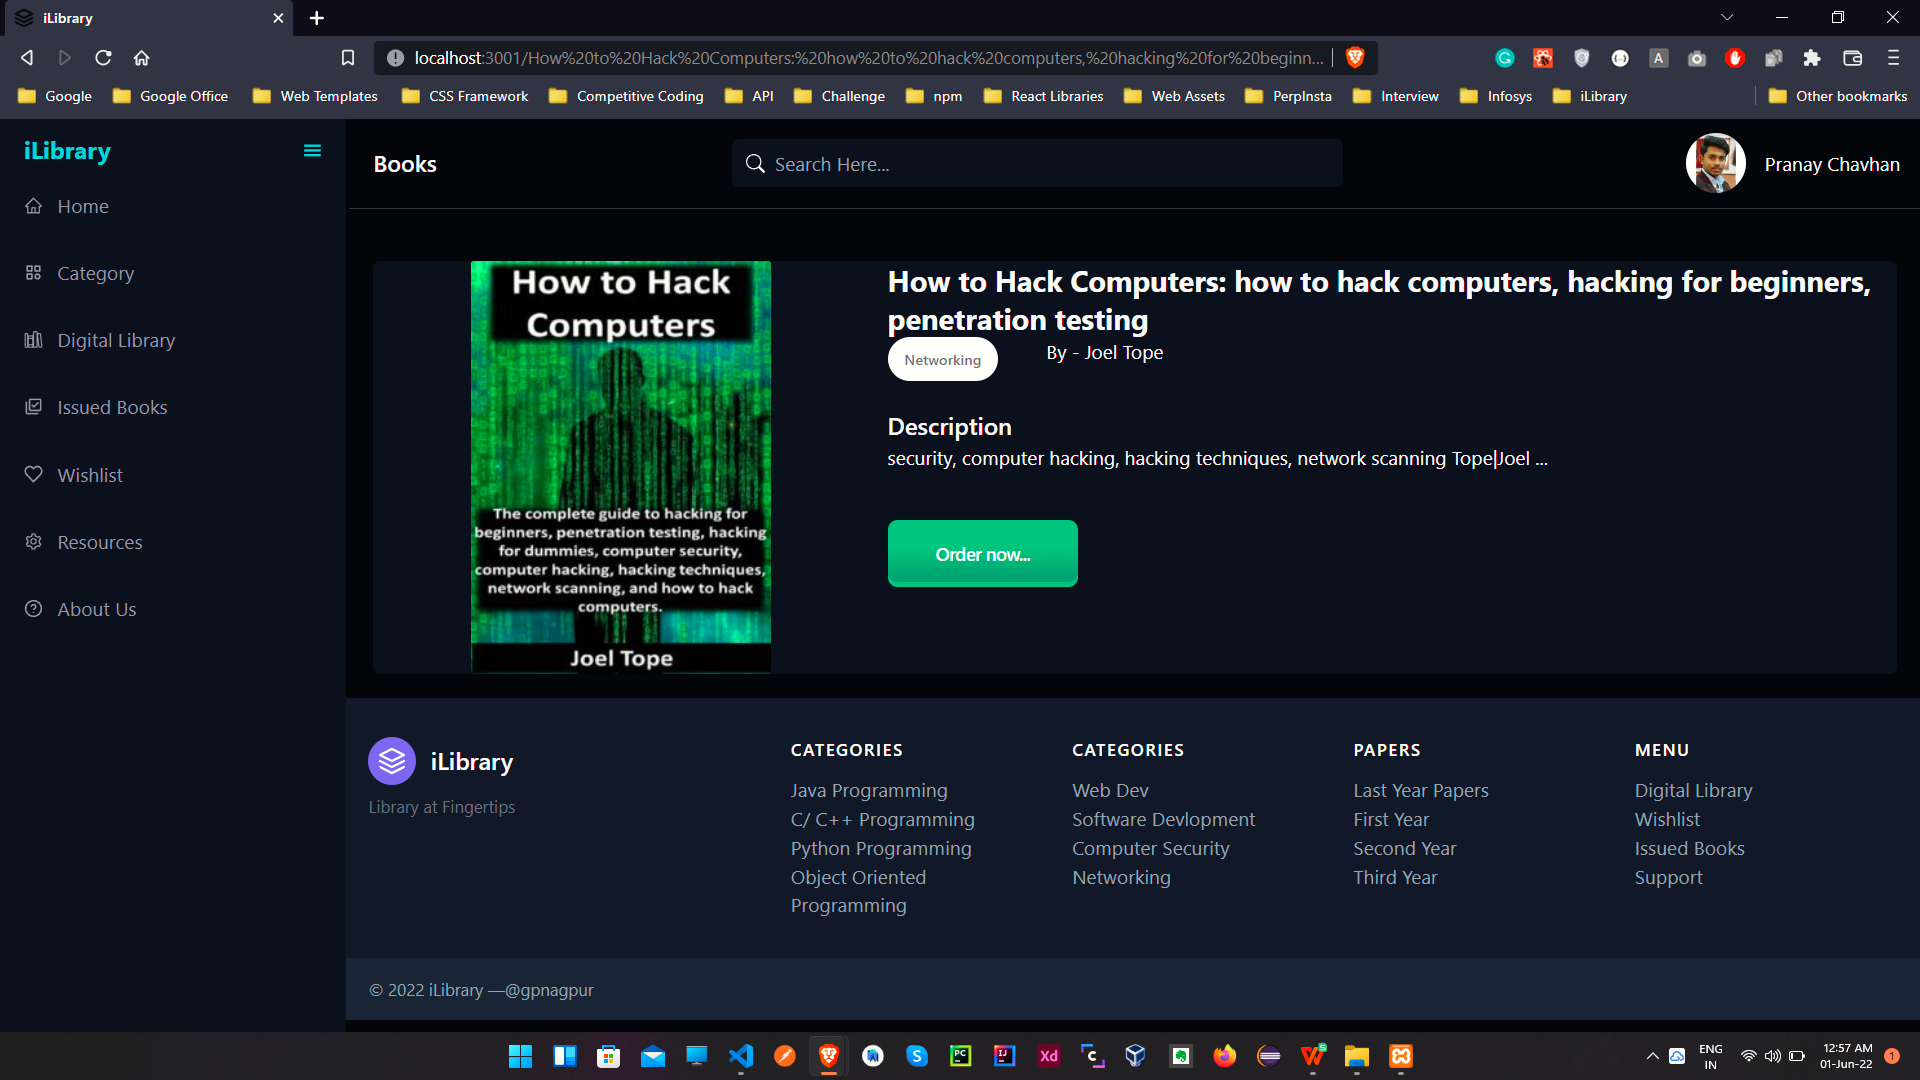 iLibrary
localhost:3001/How%20to%20Hack%20Computers:%20how%20to%20hack%20computers,%20hacking%20for%20beginn...
A
Google
Google Office
Web Templates
CSS Framework
Competitive Coding
API
Challenge
npm
React Libraries
Web Assets
PerpInsta
Interview
Infosys
iLibrary
Other bookmarks
iLibrary
Home
Category
Digital Library
Issued Books
Wishlist
Resources
About Us
Books
Search Here...
Pranay Chavhan
How to Hack
Computers
The complete guide to hacking for
beginners, penetration testing, hacking
for dummies, computer security,
computer hacking, hacking techniques,
network scanning, and how to hack
computers.
Joel Tope
How to Hack Computers: how to hack computers, hacking for beginners,
penetration testing
Networking
By - Joel Tope
Description
security, computer hacking, hacking techniques, network scanning Tope|Joel ...
Order now...
iLibrary
Library at Fingertips
CATEGORIES
Java Programming
C/ C++ Programming
Python Programming
Object Oriented
Programming
CATEGORIES
Web Dev
Software Devlopment
Computer Security
Networking
PAPERS
Last Year Papers
First Year
Second Year
Third Year
MENU
Digital Library
Wishlist
Issued Books
Support
© 2022 iLibrary —@gpnagpur
PC
IJ
Xd
ENG
IN
12:57 AM
01-Jun-22
1